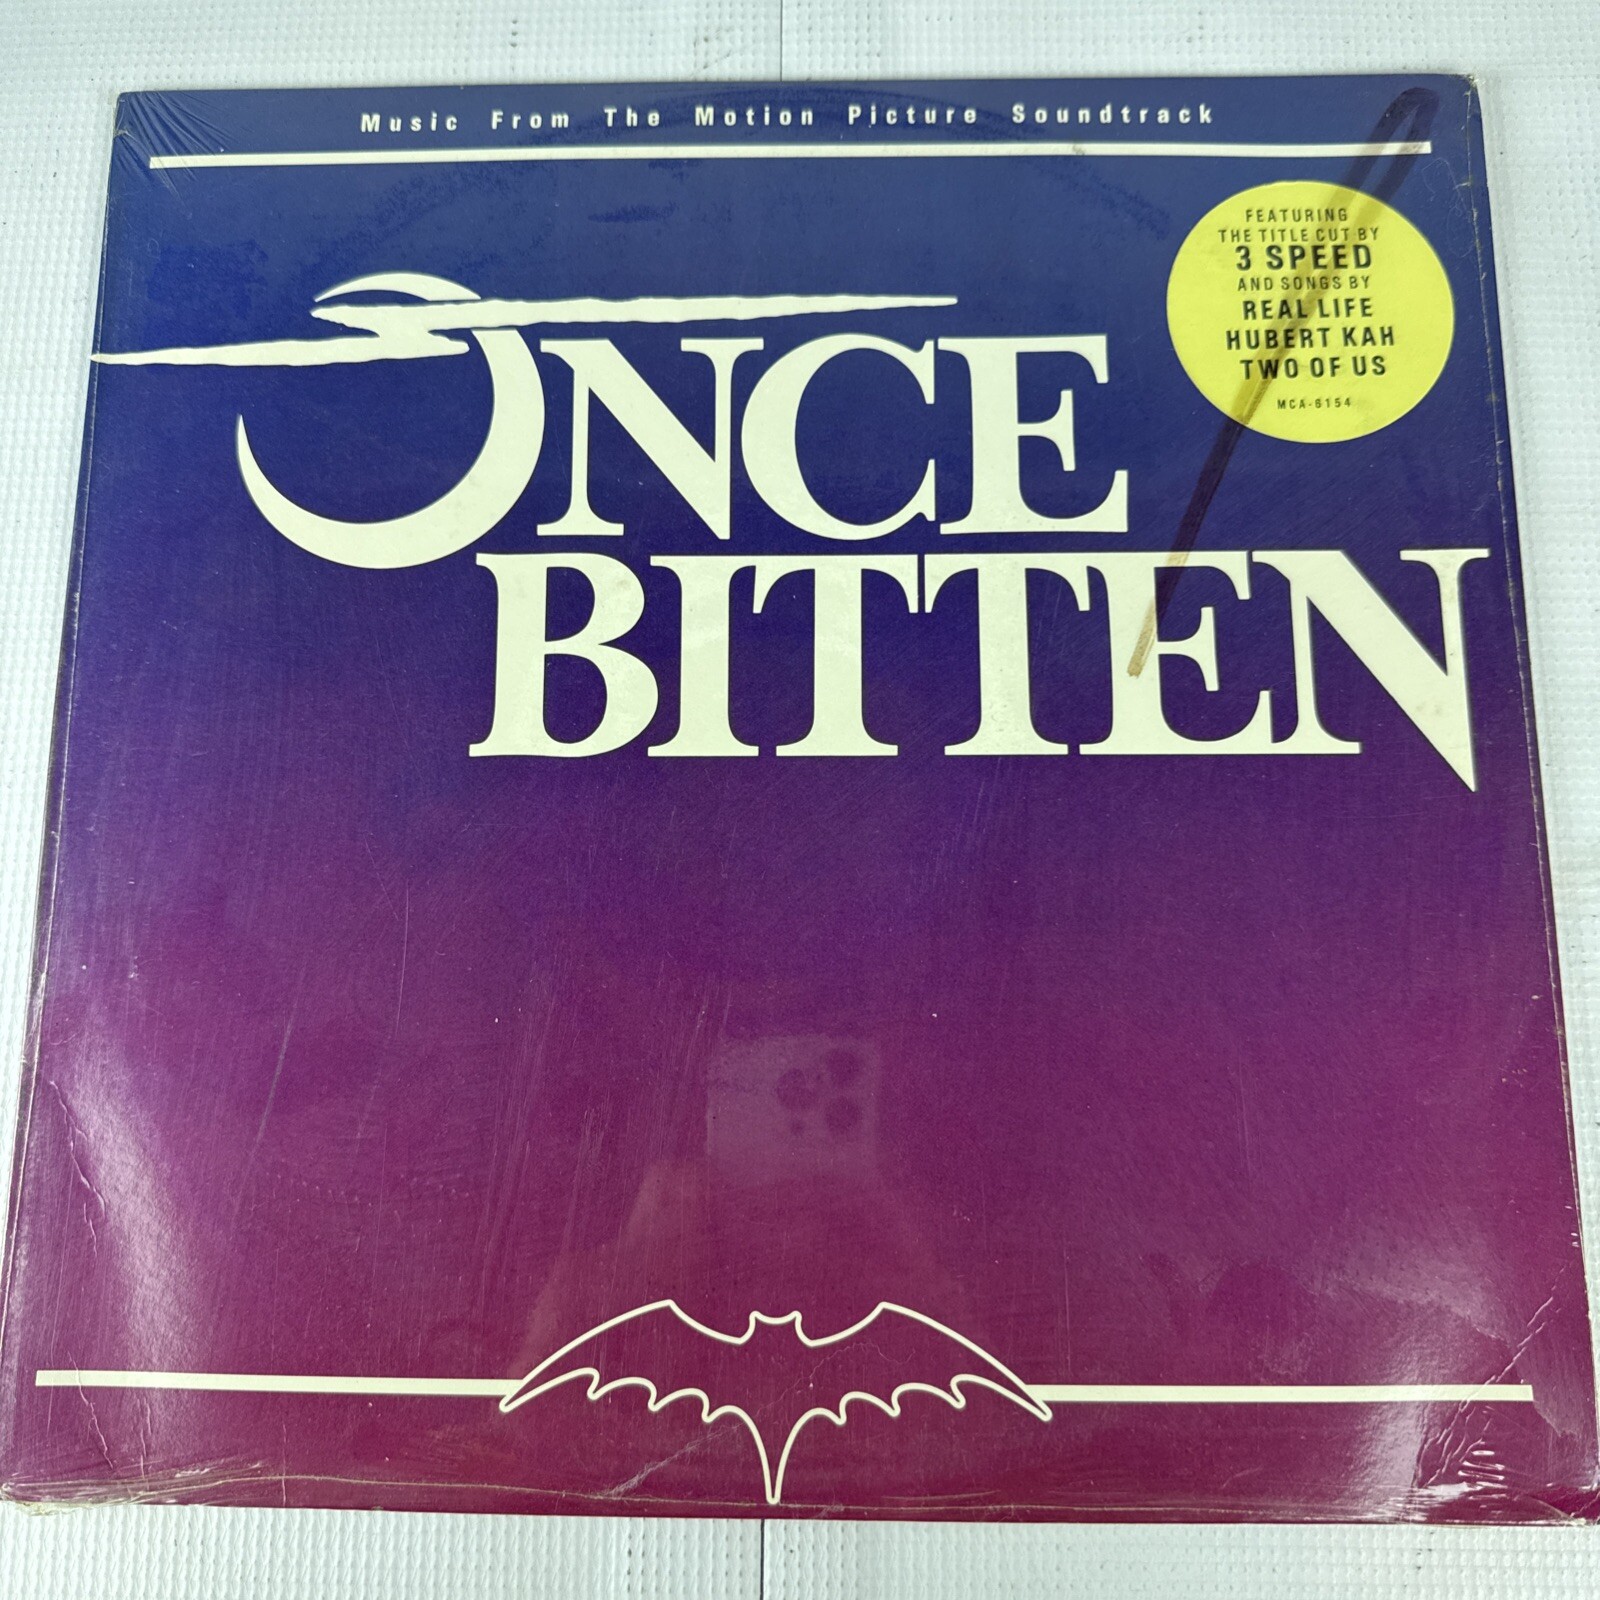 Music From The Motion Picture Soundtrack
FEATURING
THE TITLE CUT BY
3 SPEED
AND SONGS BY
REAL LIFE
HUBERT KAH
TWO OF US
MCA-6154
ONCE
BITTEN